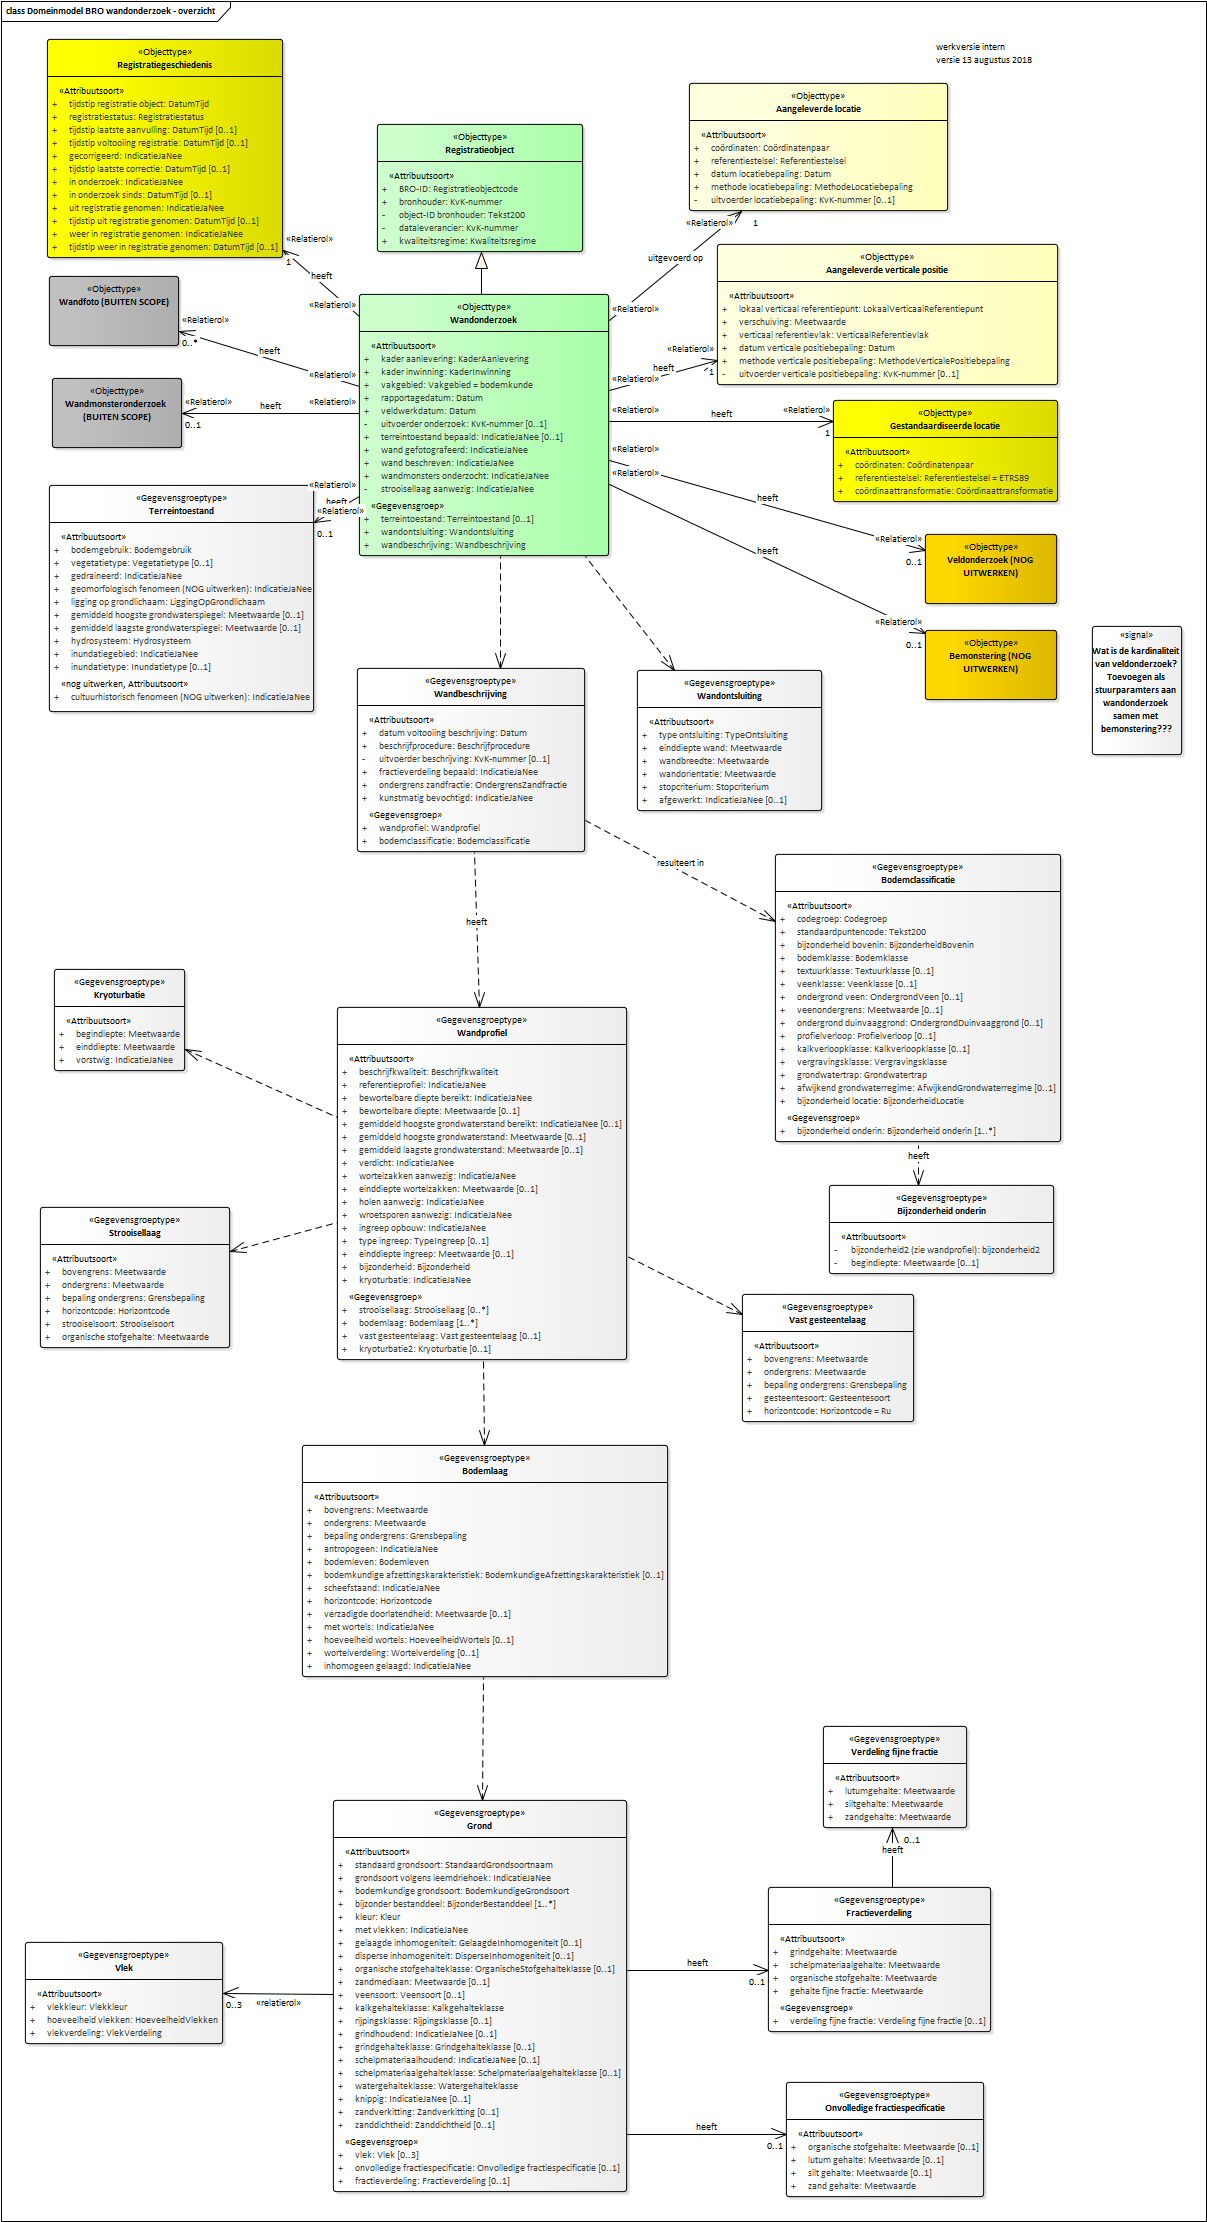 class Domeinmodel BRO wandonderzoek - overzicht
werkversie intern
versie 13 augustus 2018
«Objecttype»
Registratiegeschiedenis
«Attribuutsoort»
+ tijdstip registratie object: DatumTijd
+ registratiestatus: Registratiestatus
+ tijdstip laatste aanvulling: DatumTijd [0..1]
+ tijdstip voltooiing registratie: DatumTijd [0..1]
+ gecorrigeerd: IndicatieJaNee
+ tijdstip laatste correctie: DatumTijd [0..1]
+ in onderzoek: IndicatieJaNee
+ in onderzoek sinds: DatumTijd [0..1]
+ uit registratie genomen: IndicatieJaNee
+ tijdstip uit registratie genomen: DatumTijd [0..1]
+ weer in registratie genomen: IndicatieJaNee
+ tijdstip weer in registratie genomen: DatumTijd [0..1]
«Objecttype»
Registratieobject
«Attribuutsoort»
+ BRO-ID: Registratieobjectcode
+ bronhouder: KvK-nummer
- object-ID bronhouder: Tekst200
- dataleverancier: KvK-nummer
+ kwaliteitsregime: Kwaliteitsregime
«Objecttype»
Aangeleverde locatie
«Attribuutsoort»
+ coördinaten: Coördinatenpaar
+ referentiestelsel: Referentiestelsel
+ datum locatiebepaling: Datum
+ methode locatiebepaling: MethodeLocatiebepaling
- uitvoerder locatiebepaling: KvK-nummer [0..1]
«Relatierol»
1
heeft
«Relatierol»
«Relatierol»
1
uitgevoerd op
«Relatierol»
«Objecttype»
Aangeleverde verticale positie
«Attribuutsoort»
+ lokaal verticaal referentiepunt: LokaalVerticaalReferentiepunt
+ verschuiving: Meetwaarde
+ verticaal referentievlak: VerticaalReferentievlak
+ datum verticale positiebepaling: Datum
+ methode verticale positiebepaling: MethodeVerticalePositiebepaling
- uitvoerder verticale positiebepaling: KvK-nummer [0..1]
«Objecttype»
Wandfoto (BUITEN SCOPE)
«Relatierol»
0..*
heeft
«Relatierol»
«Objecttype»
Wandmonsteronderzoek
(BUITEN SCOPE)
«Relatierol»
0..1
heeft
«Relatierol»
«Objecttype»
Wandonderzoek
«Attribuutsoort»
+ kader aanlevering: KaderAanlevering
+ kader inwinning: KaderInwinning
+ vakgebied: Vakgebied = bodemkunde
+ rapportagedatum: Datum
+ veldwerkdatum: Datum
- uitvoerder onderzoek: KvK-nummer [0..1]
+ terreintoestand bepaald: IndicatieJaNee [0..1]
+ wand gefotografeerd: IndicatieJaNee
+ wand beschreven: IndicatieJaNee
+ wandmonsters onderzocht: IndicatieJaNee
- strooisellaag aanwezig: IndicatieJaNee
«Gegevensgroep»
+ terreintoestand: Terreintoestand [0..1]
+ wandontsluiting: Wandontsluiting
+ wandbeschrijving: Wandbeschrijving
«Relatierol»
heeft
1
«Relatierol»
«Relatierol»
heeft
«Relatierol»
1
«Objecttype»
Gestandaardiseerde locatie
«Attribuutsoort»
+ coördinaten: Coördinatenpaar
+ referentiestelsel: Referentiestelsel = ETRS89
+ coördinaattransformatie: Coördinaattransformatie
«Relatierol»
«Relatierol»
heeft
«Relatierol»
0..1
«Objecttype»
Veldonderzoek (NOG
UITWERKEN)
heeft
«Relatierol»
0..1
«Objecttype»
Bemonstering (NOG
UITWERKEN)
«signal»
Wat is de kardinaliteit
van veldonderzoek?
Toevoegen als
stuurparamters aan
wandonderzoek
samen met
bemonstering???
«Relatierol»
heeft
«Relatierol»
0..1
«Gegevensgroeptype»
Terreintoestand
«Attribuutsoort»
+ bodemgebruik: Bodemgebruik
+ vegetatietype: Vegetatietype [0..1]
+ gedraineerd: IndicatieJaNee
+ geomorfologisch fenomeen (NOG uitwerken): IndicatieJaNee
+ ligging op grondlichaam: LiggingOpGrondlichaam
+ gemiddeld hoogste grondwaterspiegel: Meetwaarde [0..1]
+ gemiddeld laagste grondwaterspiegel: Meetwaarde [0..1]
+ hydrosysteem: Hydrosysteem
+ inundatiegebied: IndicatieJaNee
+ inundatietype: Inundatietype [0..1]
«nog uitwerken, Attribuutsoort»
+ cultuurhistorisch fenomeen (NOG uitwerken): IndicatieJaNee
«Gegevensgroeptype»
Wandbeschrijving
«Attribuutsoort»
+ datum voltooiing beschrijving: Datum
+ beschrijfprocedure: Beschrijfprocedure
- uitvoerder beschrijving: KvK-nummer [0..1]
+ fractieverdeling bepaald: IndicatieJaNee
+ ondergrens zandfractie: OndergrensZandfractie
+ kunstmatig bevochtigd: IndicatieJaNee
«Gegevensgroep»
+ wandprofiel: Wandprofiel
+ bodemclassificatie: Bodemclassificatie
«Gegevensgroeptype»
Wandontsluiting
«Attribuutsoort»
+ type ontsluiting: TypeOntsluiting
+ einddiepte wand: Meetwaarde
+ wandbreedte: Meetwaarde
+ wandorientatie: Meetwaarde
+ stopcriterium: Stopcriterium
+ afgewerkt: IndicatieJaNee [0..1]
resulteert in
heeft
«Gegevensgroeptype»
Bodemclassificatie
«Attribuutsoort»
+ codegroep: Codegroep
+ standaardpuntencode: Tekst200
+ bijzonderheid bovenin: BijzonderheidBovenin
+ bodemklasse: Bodemklasse
+ textuurklasse: Textuurklasse [0..1]
+ veenklasse: Veenklasse [0..1]
+ ondergrond veen: OndergrondVeen [0..1]
+ veenondergrens: Meetwaarde [0..1]
+ ondergrond duinvaaggrond: OndergrondDuinvaaggrond [0..1]
+ profielverloop: Profielverloop [0..1]
+ kalkverloopklasse: Kalkverloopklasse [0..1]
+ vergravingsklasse: Vergravingsklasse
+ grondwatertrap: Grondwatertrap
+ afwijkend grondwaterregime: AfwijkendGrondwaterregime [0..1]
+ bijzonderheid locatie: BijzonderheidLocatie
«Gegevensgroep»
+ bijzonderheid onderin: Bijzonderheid onderin [1..*]
heeft
«Gegevensgroeptype»
Bijzonderheid onderin
«Attribuutsoort»
- bijzonderheid2 (zie wandprofiel): bijzonderheid2
- begindiepte: Meetwaarde [0..1]
«Gegevensgroeptype»
Kryoturbatie
«Attribuutsoort»
+ begindiepte: Meetwaarde
+ einddiepte: Meetwaarde
+ vorstwig: IndicatieJaNee
«Gegevensgroeptype»
Wandprofiel
«Attribuutsoort»
+ beschrijfkwaliteit: Beschrijfkwaliteit
+ referentieprofiel: IndicatieJaNee
+ bewortelbare diepte bereikt: IndicatieJaNee
+ bewortelbare diepte: Meetwaarde [0..1]
+ gemiddeld hoogste grondwaterstand bereikt: IndicatieJaNee [0..1]
+ gemiddeld hoogste grondwaterstand: Meetwaarde [0..1]
+ gemiddeld laagste grondwaterstand: Meetwaarde [0..1]
+ verdicht: IndicatieJaNee
+ wortelzakken aanwezig: IndicatieJaNee
+ einddiepte wortelzakken: Meetwaarde [0..1]
+ holen aanwezig: IndicatieJaNee
+ wroetsporen aanwezig: IndicatieJaNee
+ ingreep opbouw: IndicatieJaNee
+ type ingreep: TypeIngreep [0..1]
+ einddiepte ingreep: Meetwaarde [0..1]
+ bijzonderheid: Bijzonderheid
+ kryoturbatie: IndicatieJaNee
«Gegevensgroep»
+ strooisellaag: Strooisellaag [0..*]
+ bodemlaag: Bodemlaag [1..*]
+ vast gesteentelaag: Vast gesteentelaag [0..1]
+ kryoturbatie2: Kryoturbatie [0..1]
«Gegevensgroeptype»
Strooisellaag
«Attribuutsoort»
+ bovengrens: Meetwaarde
+ ondergrens: Meetwaarde
+ bepaling ondergrens: Grensbepaling
+ horizontcode: Horizontcode
+ strooiselsoort: Strooiselsoort
+ organische stofgehalte: Meetwaarde
«Gegevensgroeptype»
Vast gesteentelaag
«Attribuutsoort»
+ bovengrens: Meetwaarde
+ ondergrens: Meetwaarde
+ bepaling ondergrens: Grensbepaling
+ gesteentesoort: Gesteentesoort
+ horizontcode: Horizontcode = Ru
«Gegevensgroeptype»
Bodemlaag
«Attribuutsoort»
+ bovengrens: Meetwaarde
+ ondergrens: Meetwaarde
+ bepaling ondergrens: Grensbepaling
+ antropogeen: IndicatieJaNee
+ bodemleven: Bodemleven
+ bodemkundige afzettingskarakteristiek: BodemkundigeAfzettingskarakteristiek [0..1]
+ scheefstaand: IndicatieJaNee
+ horizontcode: Horizontcode
+ verzadigde doorlatendheid: Meetwaarde [0..1]
+ met wortels: IndicatieJaNee
+ hoeveelheid wortels: HoeveelheidWortels [0..1]
+ wortelverdeling: Wortelverdeling [0..1]
+ inhomogeen gelaagd: IndicatieJaNee
«Gegevensgroeptype»
Verdeling fijne fractie
«Attribuutsoort»
+ lutumgehalte: Meetwaarde
+ siltgehalte: Meetwaarde
+ zandgehalte: Meetwaarde
0..1
heeft
«Gegevensgroeptype»
Grond
«Attribuutsoort»
+ standaard grondsoort: StandaardGrondsoortnaam
+ grondsoort volgens leemdriehoek: IndicatieJaNee
+ bodemkundige grondsoort: BodemkundigeGrondsoort
+ bijzonder bestanddeel: BijzonderBestanddeel [1..*]
+ kleur: Kleur
+ met vlekken: IndicatieJaNee
+ gelaagde inhomogeniteit: GelaagdeInhomogeniteit [0..1]
+ disperse inhomogeniteit: DisperseInhomogeniteit [0..1]
+ organische stofgehalteklasse: OrganischeStofgehalteklasse [0..1]
+ zandmediaan: Meetwaarde [0..1]
+ veensoort: Veensoort [0..1]
+ kalkgehalteklasse: Kalkgehalteklasse
+ rijpingsklasse: Rijpingsklasse [0..1]
+ grindhoudend: IndicatieJaNee [0..1]
+ grindgehalteklasse: Grindgehalteklasse [0..1]
+ schelpmateriaalhoudend: IndicatieJaNee [0..1]
+ schelpmateriaalgehalteklasse: Schelpmateriaalgehalteklasse [0..1]
+ watergehalteklasse: Watergehalteklasse
+ knippig: IndicatieJaNee [0..1]
+ zandverkitting: Zandverkitting [0..1]
+ zanddichtheid: Zanddichtheid [0..1]
«Gegevensgroep»
+ vlek: Vlek [0..3]
+ onvolledige fractiespecificatie: Onvolledige fractiespecificatie [0..1]
+ fractieverdeling: Fractieverdeling [0..1]
«Gegevensgroeptype»
Fractieverdeling
«Attribuutsoort»
+ grindgehalte: Meetwaarde
+ schelpmateriaalgehalte: Meetwaarde
+ organische stofgehalte: Meetwaarde
+ gehalte fijne fractie: Meetwaarde
«Gegevensgroep»
+ verdeling fijne fractie: Verdeling fijne fractie [0..1]
heeft
0..1
«Gegevensgroeptype»
Vlek
«Attribuutsoort»
+ vlekkleur: Vlekkleur
+ hoeveelheid vlekken: HoeveelheidVlekken
+ vlekverdeling: VlekVerdeling
0..3
«relatierol»
heeft
0..1
«Gegevensgroeptype»
Onvolledige fractiespecificatie
«Attribuutsoort»
+ organische stofgehalte: Meetwaarde [0..1]
+ lutum gehalte: Meetwaarde [0..1]
+ silt gehalte: Meetwaarde [0..1]
+ zand gehalte: Meetwaarde